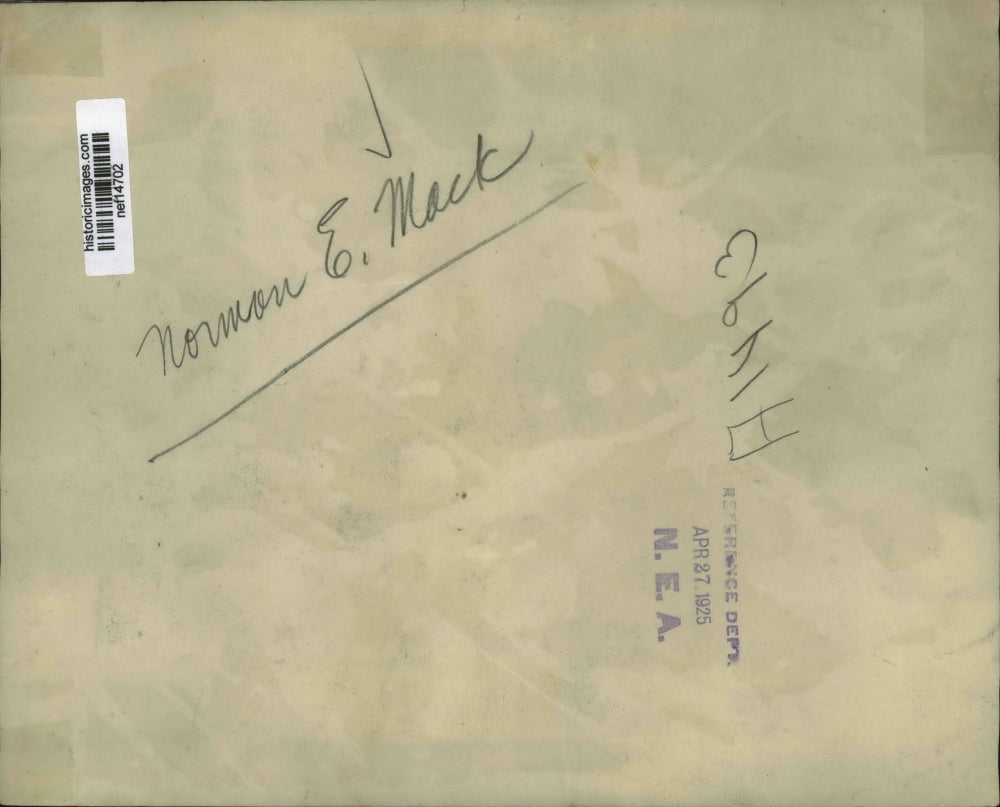 historicimages.com
nef14702
Norman E. Mack
REFERENCE DEPT.
APR 27 1925
N. E. A.